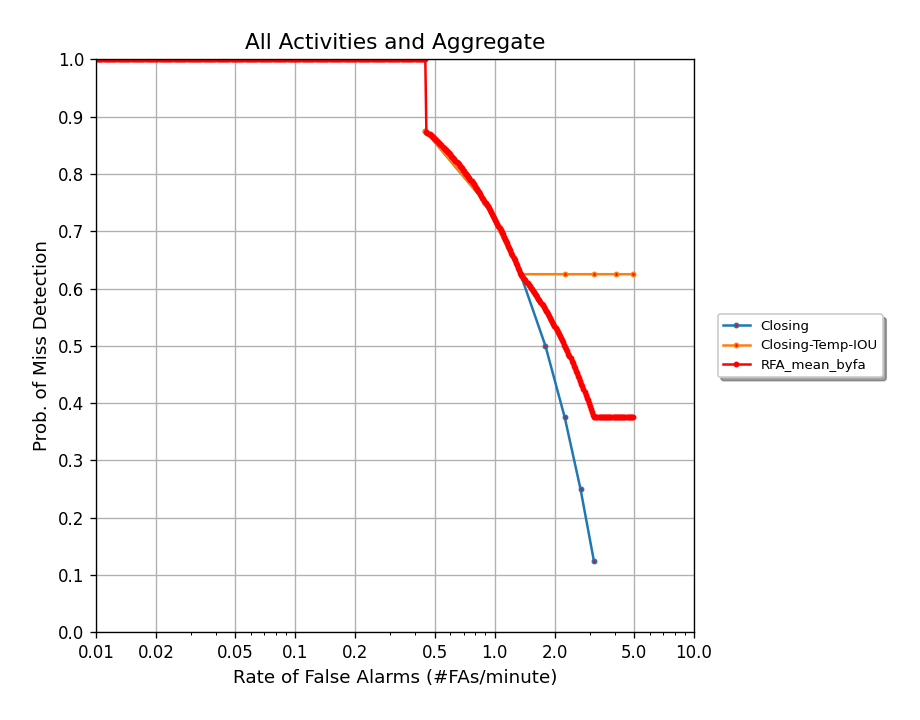 All Activities and Aggregate
Prob. of Miss Detection
1.0
0.9
0.8
0.7
0.6
0.5
0.4
0.3
0.2
0.1
0.0
0.01 0.02 0.05 0.1 0.2 0.5 1.0 2.0 5.0 10.0
Rate of False Alarms (#FAs/minute)
Closing
Closing-Temp-IOU
RFA_mean_byfa